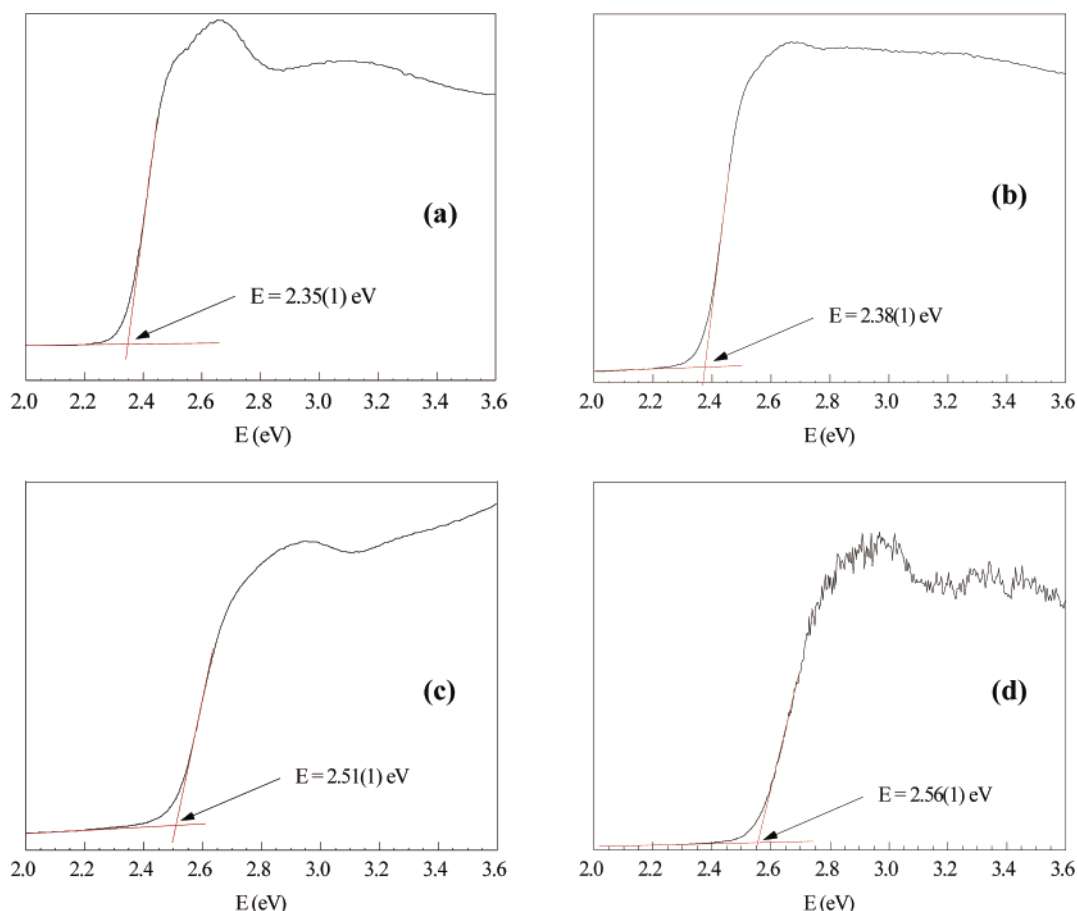 (a)
E = 2.35(1) eV
2.0 2.2 2.4 2.6 2.8 3.0 3.2 3.4 3.6
E (eV)
(b)
E = 2.38(1) eV
2.0 2.2 2.4 2.6 2.8 3.0 3.2 3.4 3.6
E (eV)
(c)
E = 2.51(1) eV
2.0 2.2 2.4 2.6 2.8 3.0 3.2 3.4 3.6
E (eV)
(d)
E = 2.56(1) eV
2.0 2.2 2.4 2.6 2.8 3.0 3.2 3.4 3.6
E (eV)